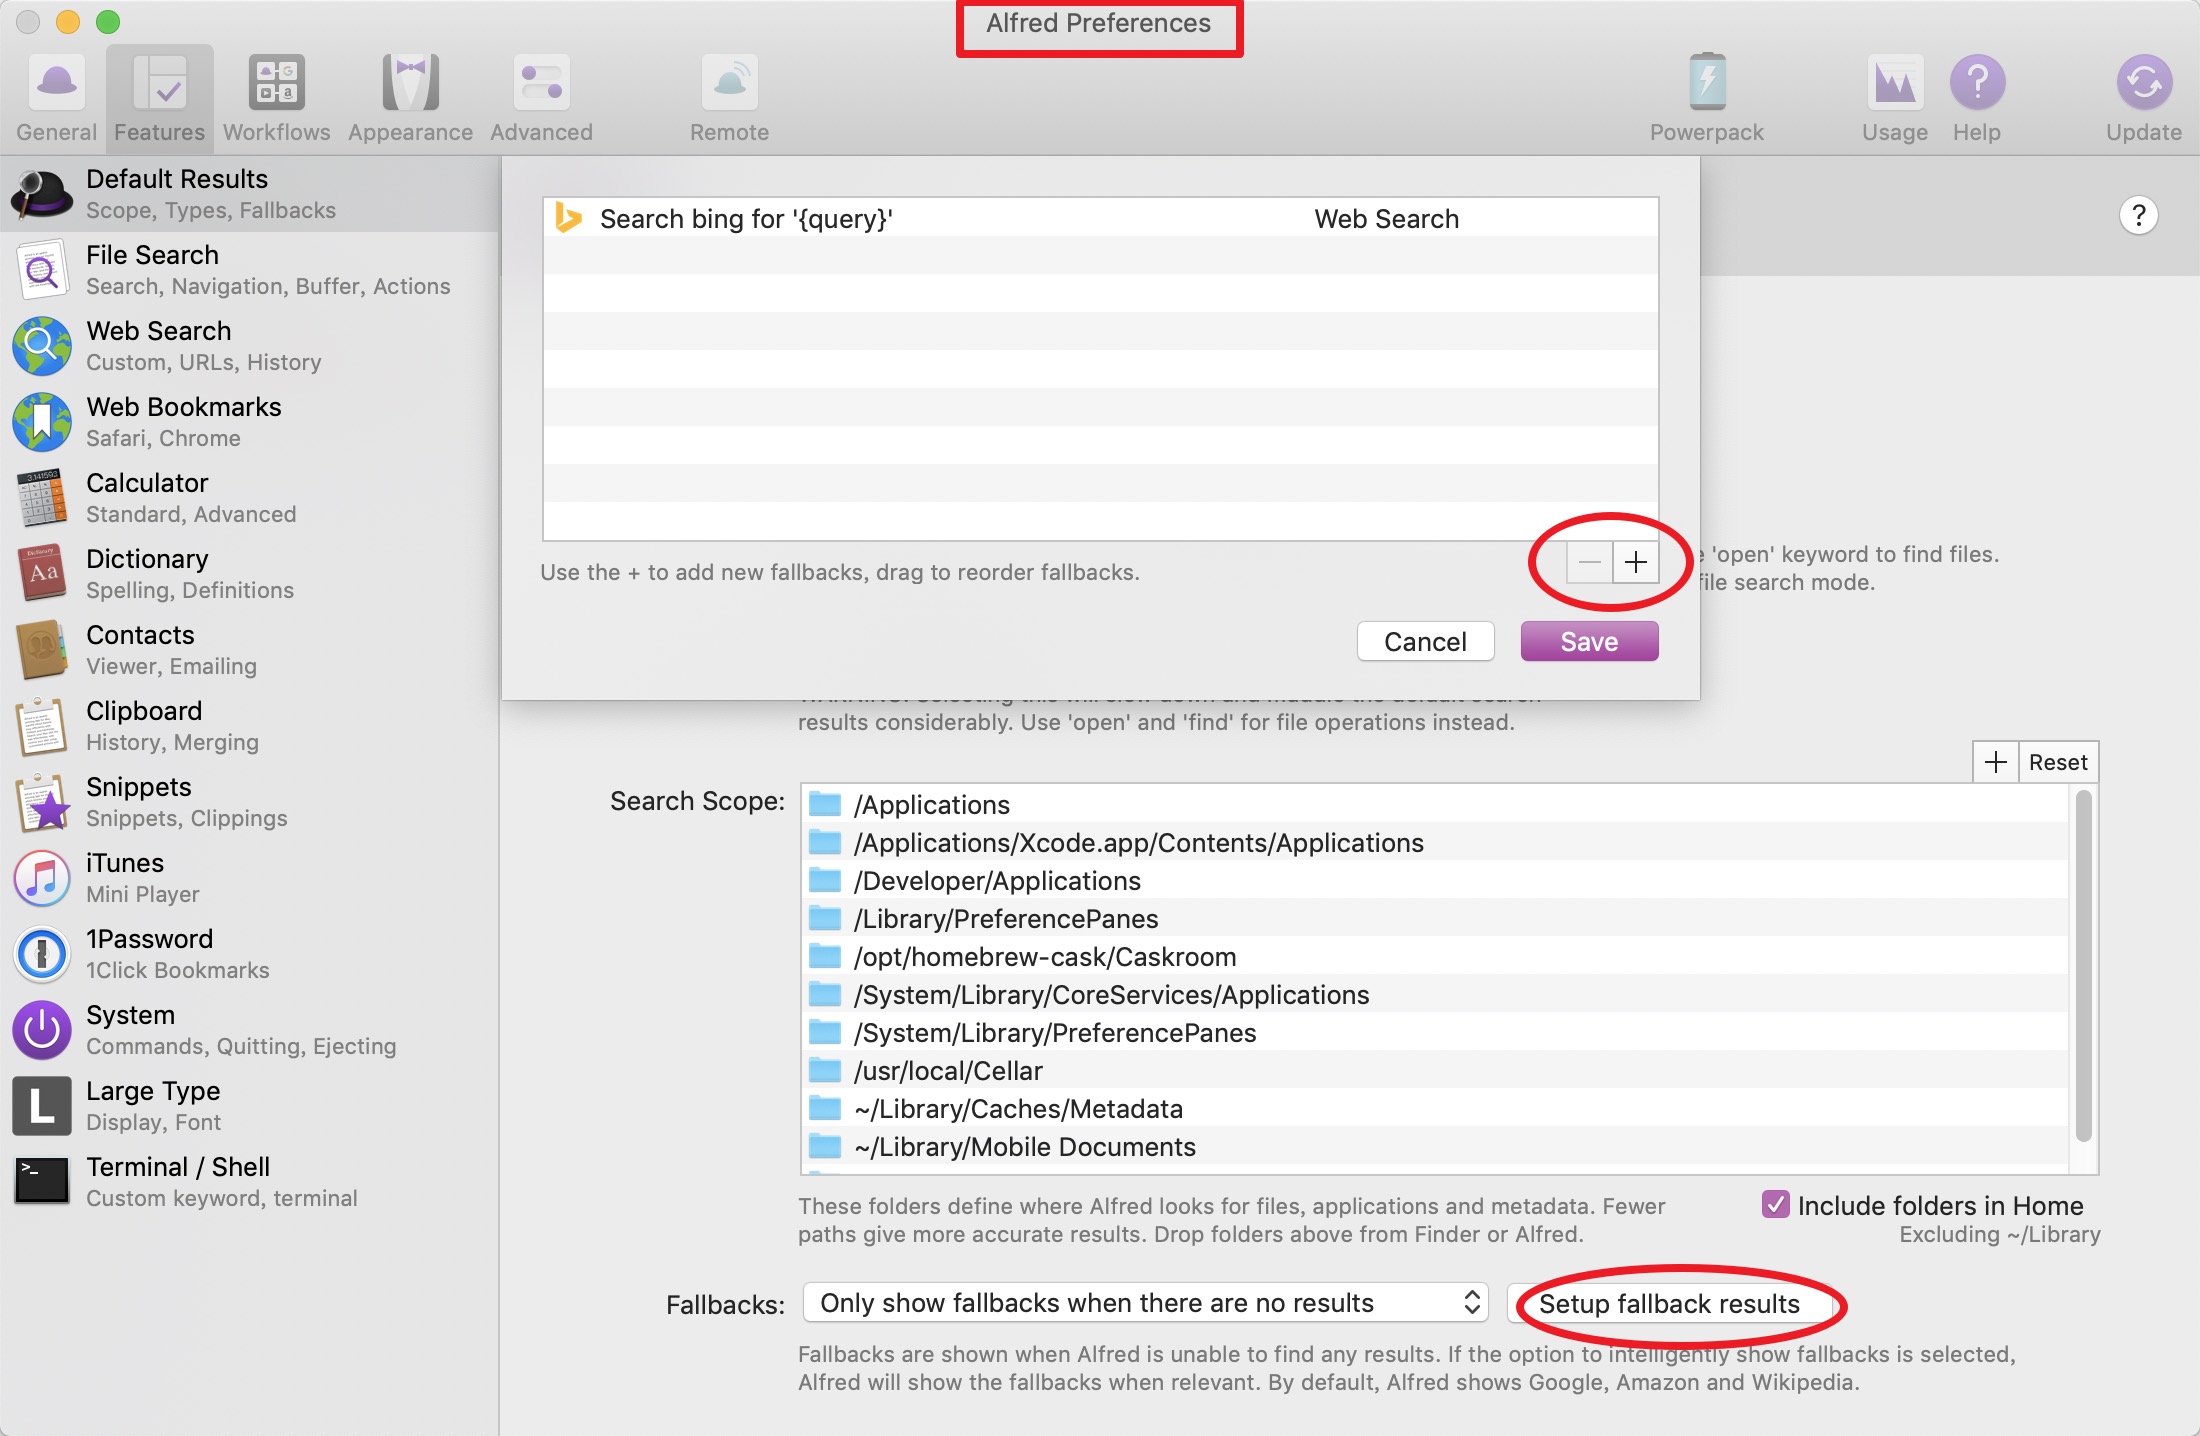 Alfred Preferences
General
Features
Workflows
Appearance
Advanced
Remote
Powerpack
Usage
Help
Update
Default Results
Scope, Types, Fallbacks
File Search
Search, Navigation, Buffer, Actions
Web Search
Custom, URLs, History
Web Bookmarks
Safari, Chrome
Calculator
Standard, Advanced
Dictionary
Spelling, Definitions
Contacts
Viewer, Emailing
Clipboard
History, Merging
Snippets
Snippets, Clippings
iTunes
Mini Player
1Password
1Click Bookmarks
System
Commands, Quitting, Ejecting
Large Type
Display, Font
Terminal / Shell
Custom keyword, terminal
Search bing for '{query}' Web Search
?
Use the + to add new fallbacks, drag to reorder fallbacks.
'open' keyword to find files.
file search mode.
Cancel
Save
results considerably. Use 'open' and 'find' for file operations instead.
+ Reset
Search Scope:
/Applications
/Applications/Xcode.app/Contents/Applications
/Developer/Applications
/Library/PreferencePanes
/opt/homebrew-cask/Caskroom
/System/Library/CoreServices/Applications
/System/Library/PreferencePanes
/usr/local/Cellar
~/Library/Caches/Metadata
~/Library/Mobile Documents
These folders define where Alfred looks for files, applications and metadata. Fewer
paths give more accurate results. Drop folders above from Finder or Alfred.
Include folders in Home
Excluding ~/Library
Fallbacks: Only show fallbacks when there are no results
Setup fallback results
Fallbacks are shown when Alfred is unable to find any results. If the option to intelligently show fallbacks is selected,
Alfred will show the fallbacks when relevant. By default, Alfred shows Google, Amazon and Wikipedia.